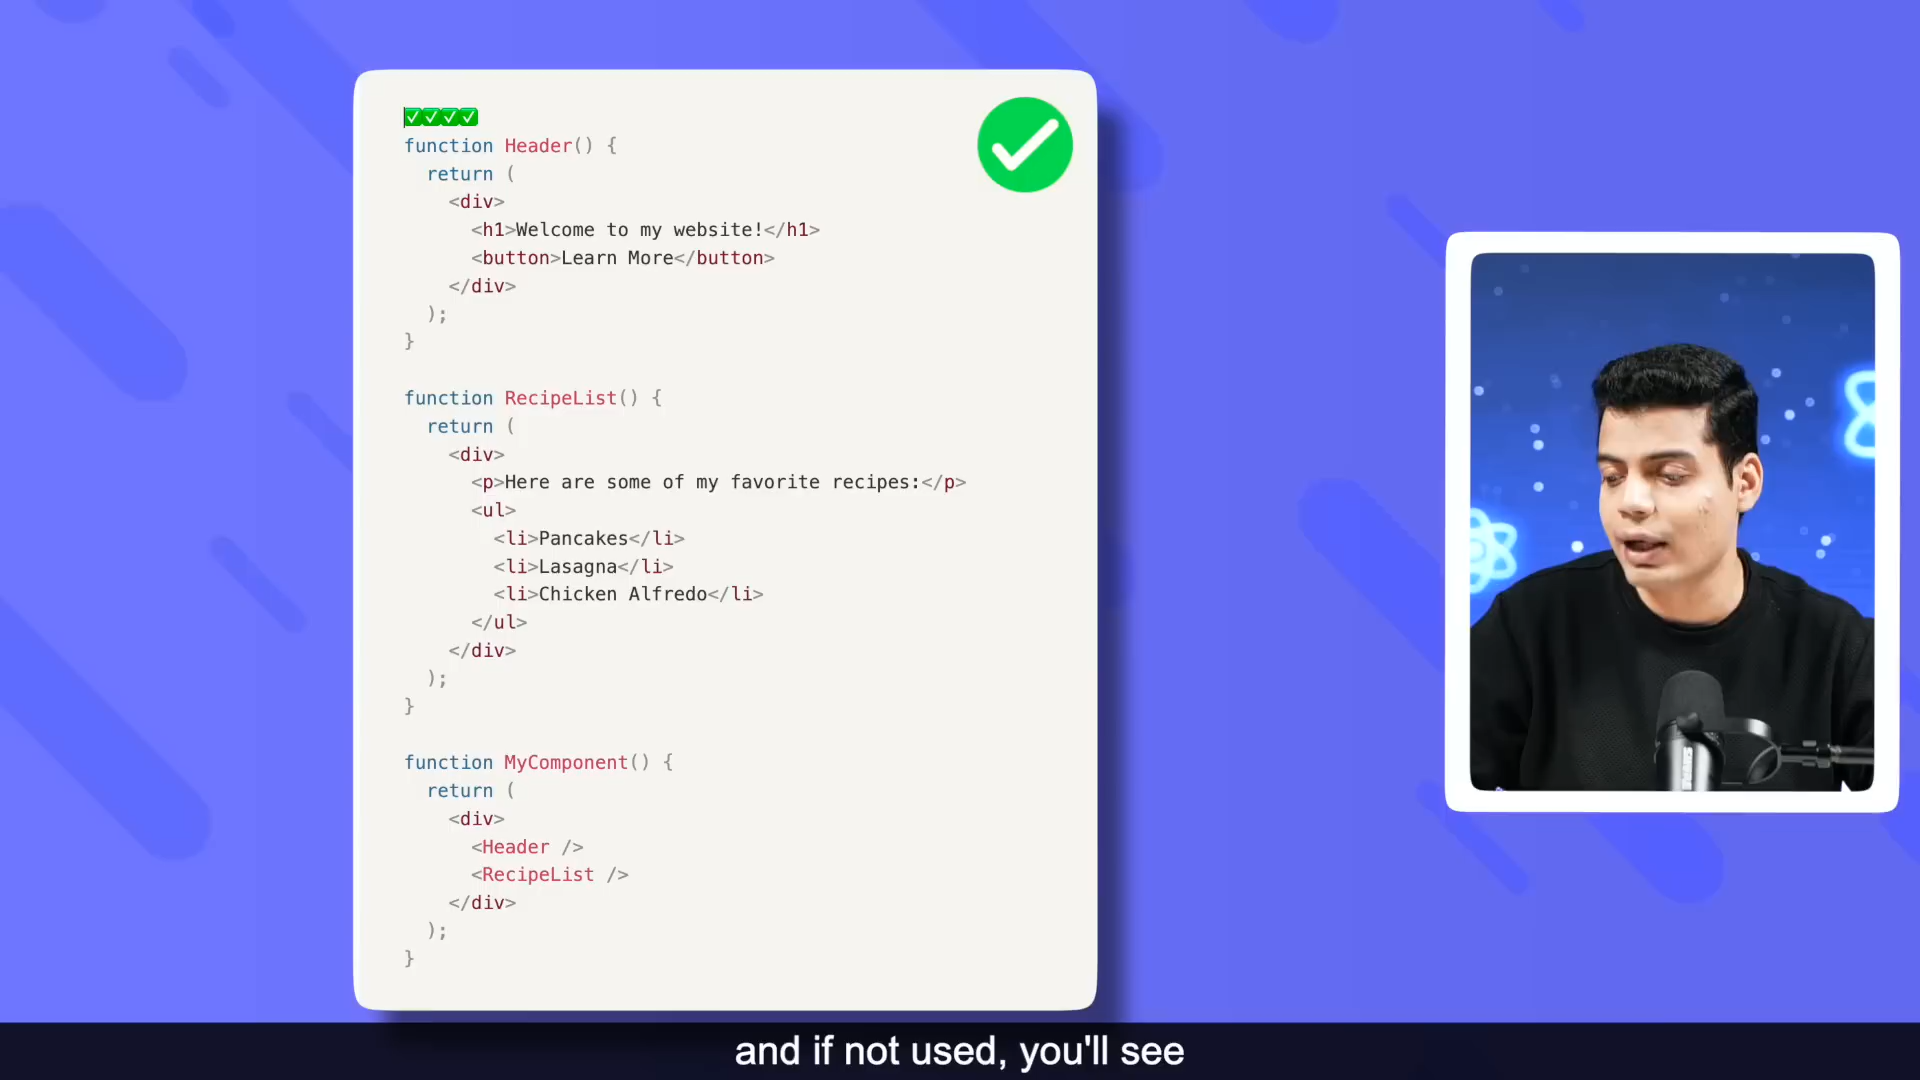 ✅✅✅✅
function Header() {
  return (
    <div>
      <h1>Welcome to my website!</h1>
      <button>Learn More</button>
    </div>
  );
}
function RecipeList() {
  return (
    <div>
      <p>Here are some of my favorite recipes:</p>
      <ul>
        <li>Pancakes</li>
        <li>Lasagna</li>
        <li>Chicken Alfredo</li>
      </ul>
    </div>
  );
}
function MyComponent() {
  return (
    <div>
      <Header />
      <RecipeList />
    </div>
  );
}
and if not used, you'll see